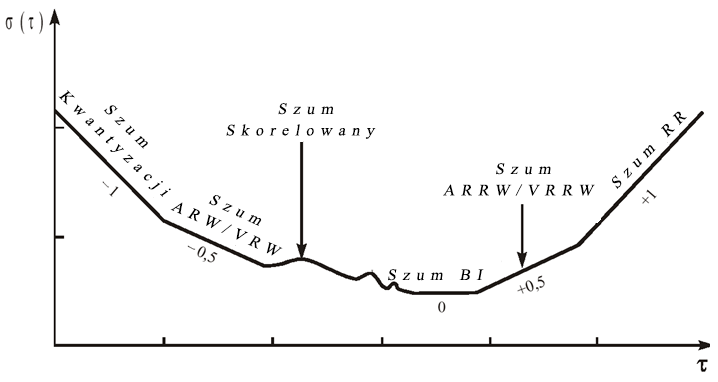 σ(τ)
Szum
Kwantyzacji
−1
Szum
ARW/VRW
−0,5
Szum
Skorelowany
Szum BI
0
Szum
ARRW/VRRW
+0,5
Szum RR
+1
τ